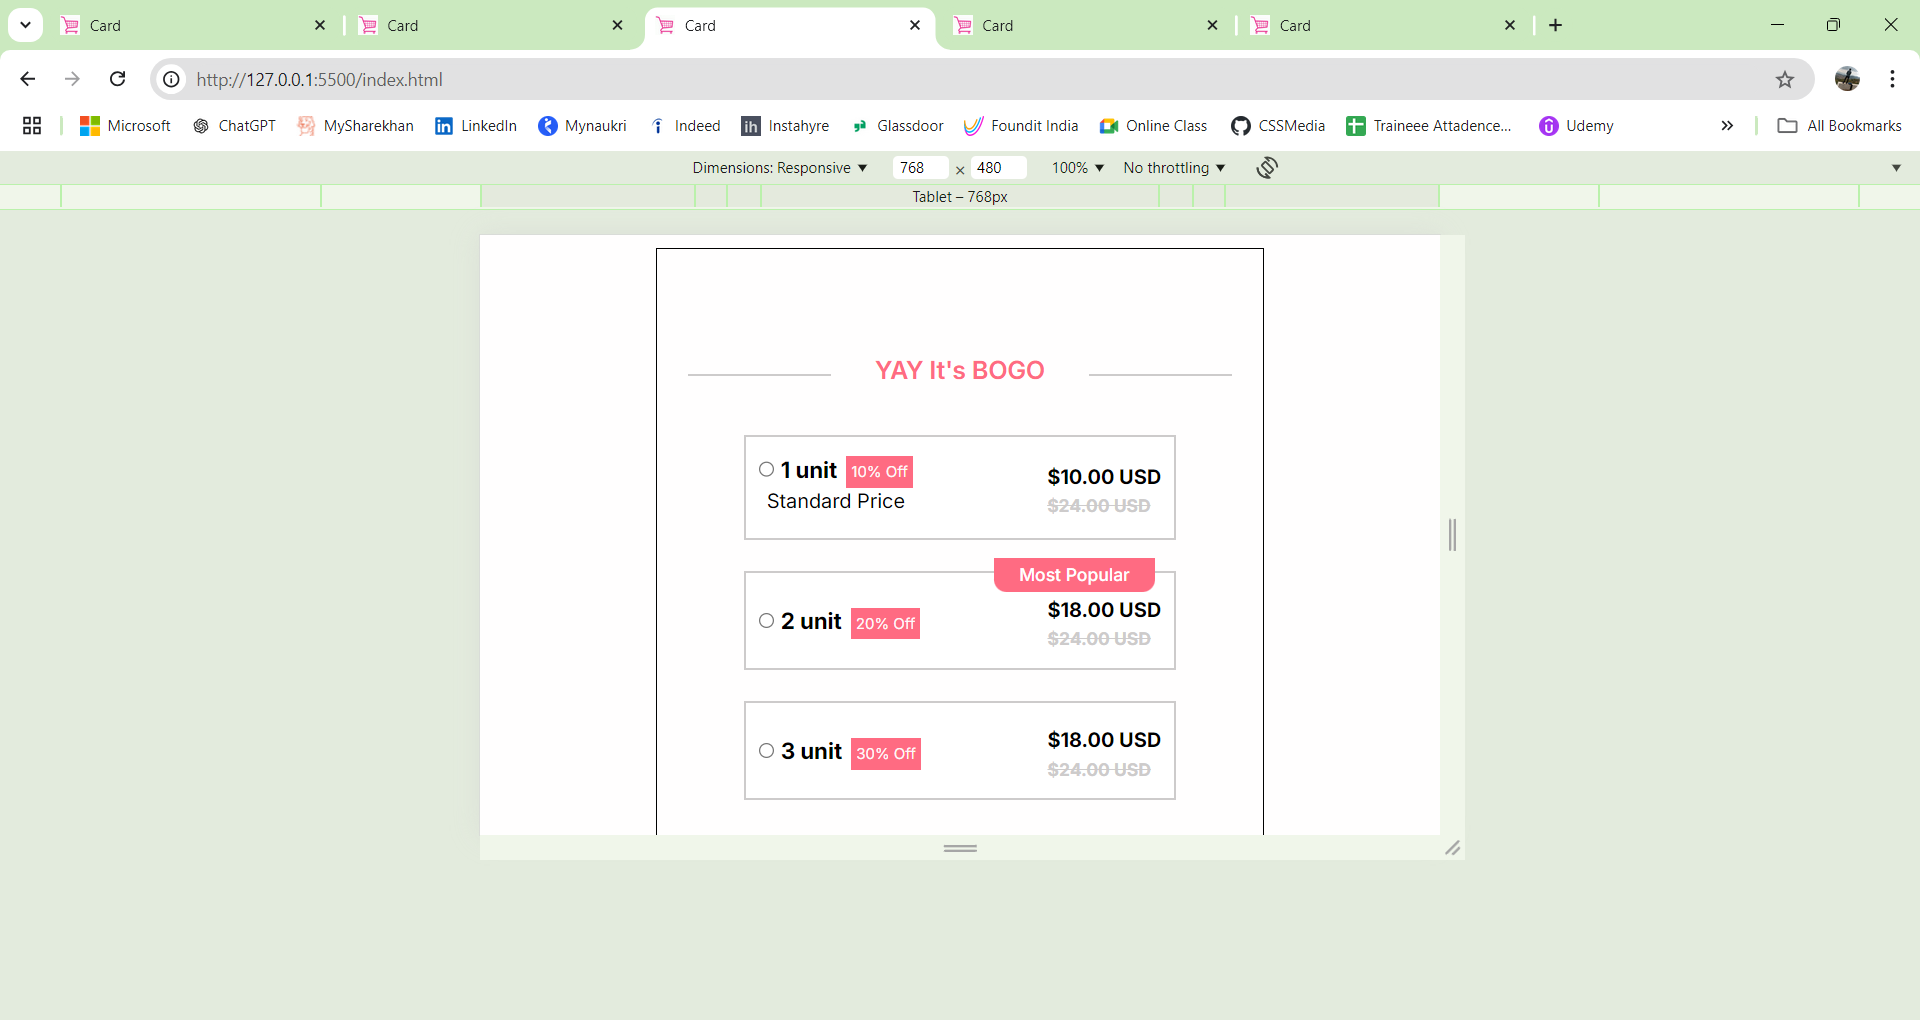 Card
Card
Card
Card
Card
http://127.0.0.1:5500/index.html
Microsoft
ChatGPT
MySharekhan
LinkedIn
Mynaukri
Indeed
Instahyre
Glassdoor
Foundit India
Online Class
CSSMedia
Traineee Attadence...
Udemy
All Bookmarks
Dimensions: Responsive 768 × 480 100% No throttling
Tablet – 768px
YAY It's BOGO
1 unit 10% Off
Standard Price
$10.00 USD
$24.00 USD
Most Popular
2 unit 20% Off
$18.00 USD
$24.00 USD
3 unit 30% Off
$18.00 USD
$24.00 USD